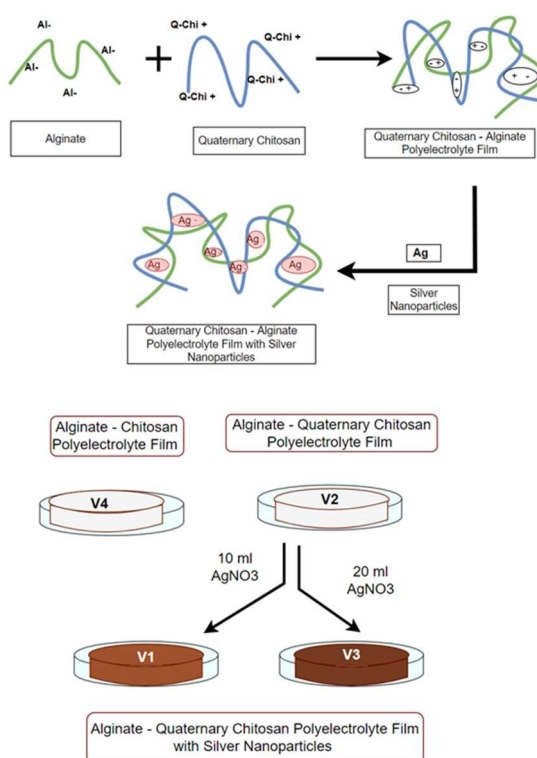 Al-
Al-
Al-
Al-
Q-Chi +
Q-Chi +
Q-Chi +
Q-Chi +
+
- +
- +
- +
- +
+ -
Alginate
Quaternary Chitosan
Quaternary Chitosan - Alginate
Polyelectrolyte Film
Ag -
Ag
Ag
Ag
Ag
Ag
Ag
Silver
Nanoparticles
Quaternary Chitosan - Alginate
Polyelectrolyte Film with Silver
Nanoparticles
Alginate - Chitosan
Polyelectrolyte Film
Alginate - Quaternary Chitosan
Polyelectrolyte Film
V4
V2
10 ml
AgNO3
20 ml
AgNO3
V1
V3
Alginate - Quaternary Chitosan Polyelectrolyte Film
with Silver Nanoparticles